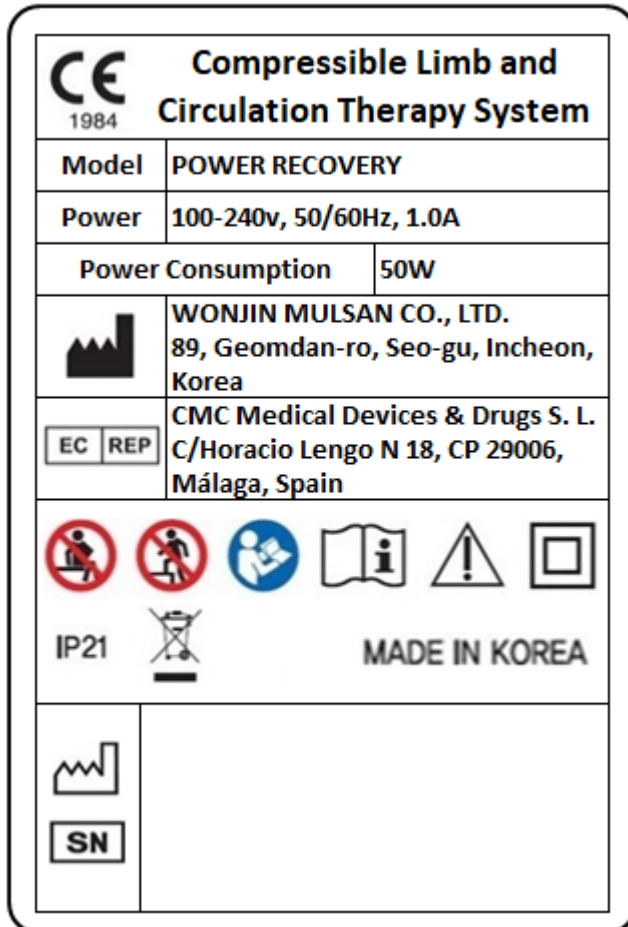 CE
1984
Compressible Limb and
Circulation Therapy System
Model
POWER RECOVERY
Power
100-240v, 50/60Hz, 1.0A
Power Consumption
50W
WONJIN MULSAN CO., LTD.
89, Geomdan-ro, Seo-gu, Incheon,
Korea
EC REP
CMC Medical Devices & Drugs S. L.
C/Horacio Lengo N 18, CP 29006,
Málaga, Spain
IP21
MADE IN KOREA
SN